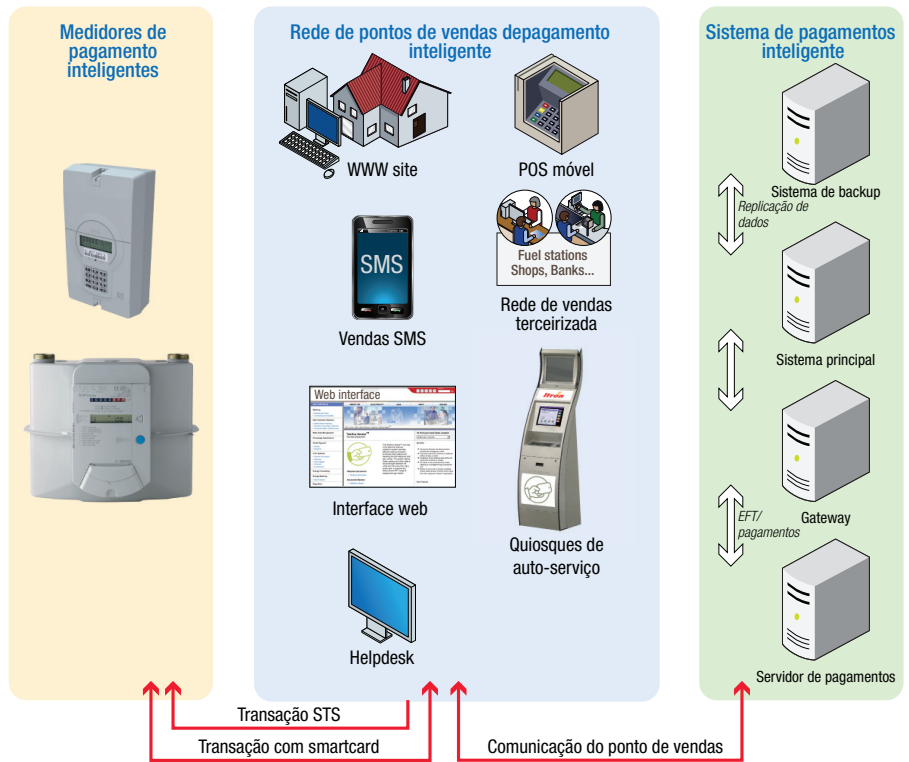 Medidores de
pagamento
inteligentes
Rede de pontos de vendas depagamento
inteligente
WWW site
POS móvel
SMS
Vendas SMS
Fuel stations
Shops, Banks...
Rede de vendas
terceirizada
Web interface
Interface web
Itron
Quiosques de
auto-serviço
Helpdesk
Sistema de pagamentos
inteligente
Sistema de backup
Replicação de
dados
Sistema principal
Gateway
EFT/
pagamentos
Servidor de pagamentos
Transação STS
Transação com smartcard
Comunicação do ponto de vendas